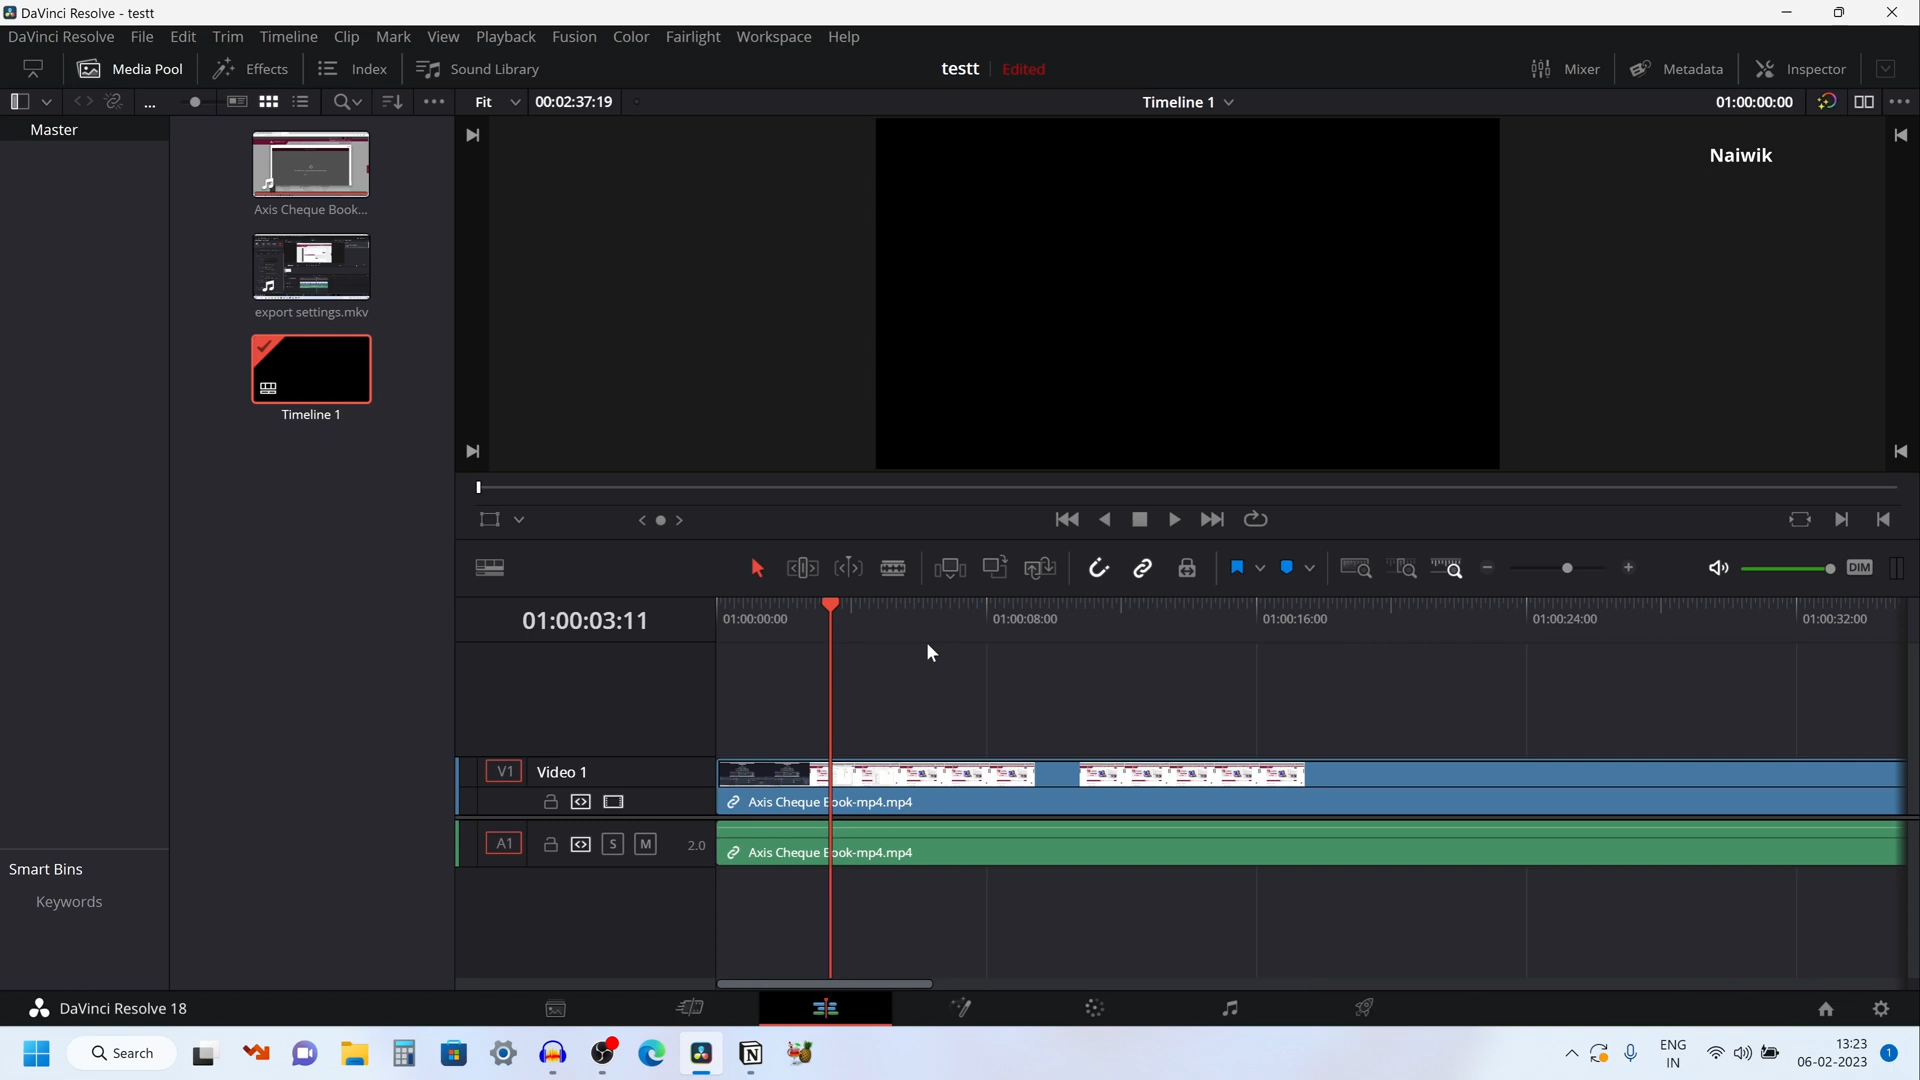 DaVinci Resolve - testt
DaVinci Resolve File Edit Trim Timeline Clip Mark View Playback Fusion Color Fairlight Workspace Help
Media Pool Effects Index Sound Library testt Edited Mixer Metadata Inspector
... Fit 00:02:37:19 Timeline 1 01:00:00:00
Master
Naiwik
Axis Cheque Book...
export settings.mkv
Timeline 1
DIM
01:00:03:11 01:00:00:00 01:00:08:00 01:00:16:00 01:00:24:00 01:00:32:00
V1 Video 1
Axis Cheque Book-mp4.mp4
A1 S M 2.0
Axis Cheque Book-mp4.mp4
Smart Bins
Keywords
DaVinci Resolve 18
Search
ENG
IN
13:23
06-02-2023
1